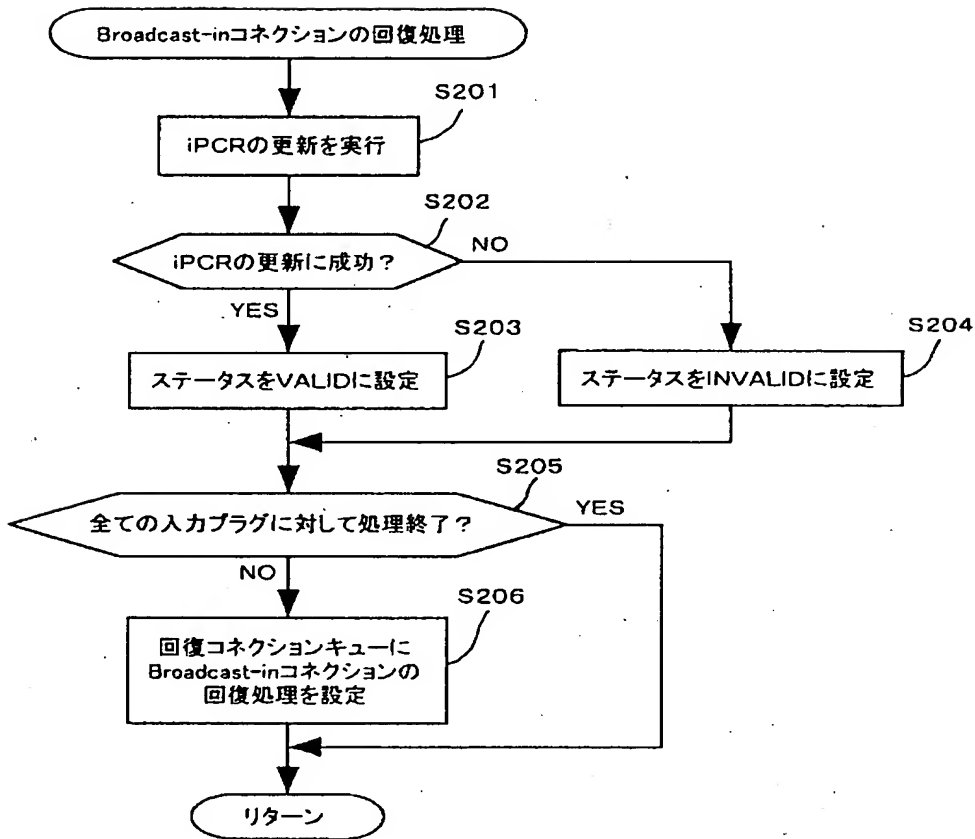 Broadcast-inコネクションの回復処理
S201
iPCRの更新を実行
S202
iPCRの更新に成功？
NO
YES
S203
S204
ステータスをVALIDに設定
ステータスをINVALIDに設定
S205
全ての入力プラグに対して処理終了？
YES
NO
S206
回復コネクションキューに
Broadcast-inコネクションの
回復処理を設定
リターン